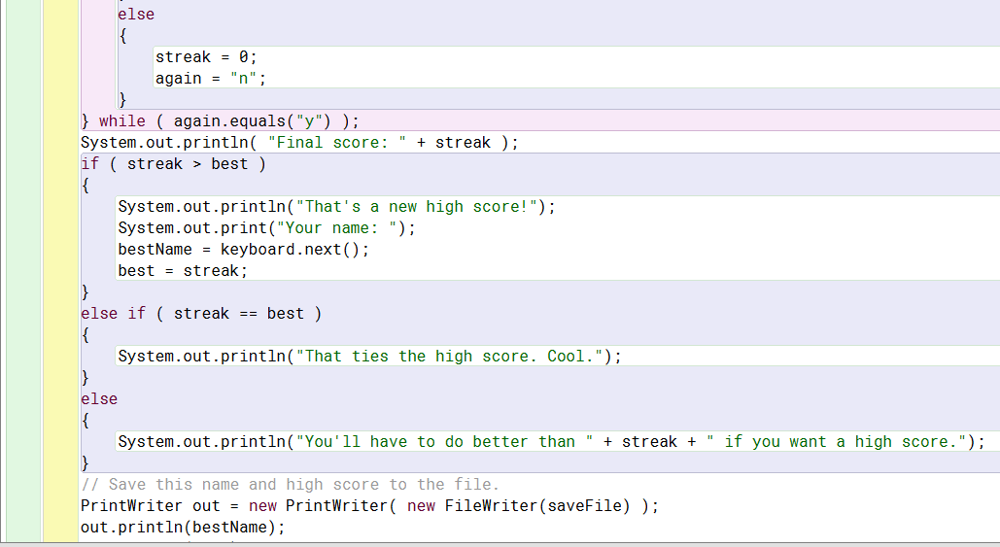 else
{
streak = 0;
again = "n";
}
} while ( again.equals("y") );
System.out.println( "Final score: " + streak );
if ( streak > best )
{
System.out.println("That's a new high score!");
System.out.print("Your name: ");
bestName = keyboard.next();
best = streak;
}
else if ( streak == best )
{
System.out.println("That ties the high score. Cool.");
}
else
{
System.out.println("You'll have to do better than " + streak + " if you want a high score.");
}
// Save this name and high score to the file.
PrintWriter out = new PrintWriter( new FileWriter(saveFile) );
out.println(bestName);